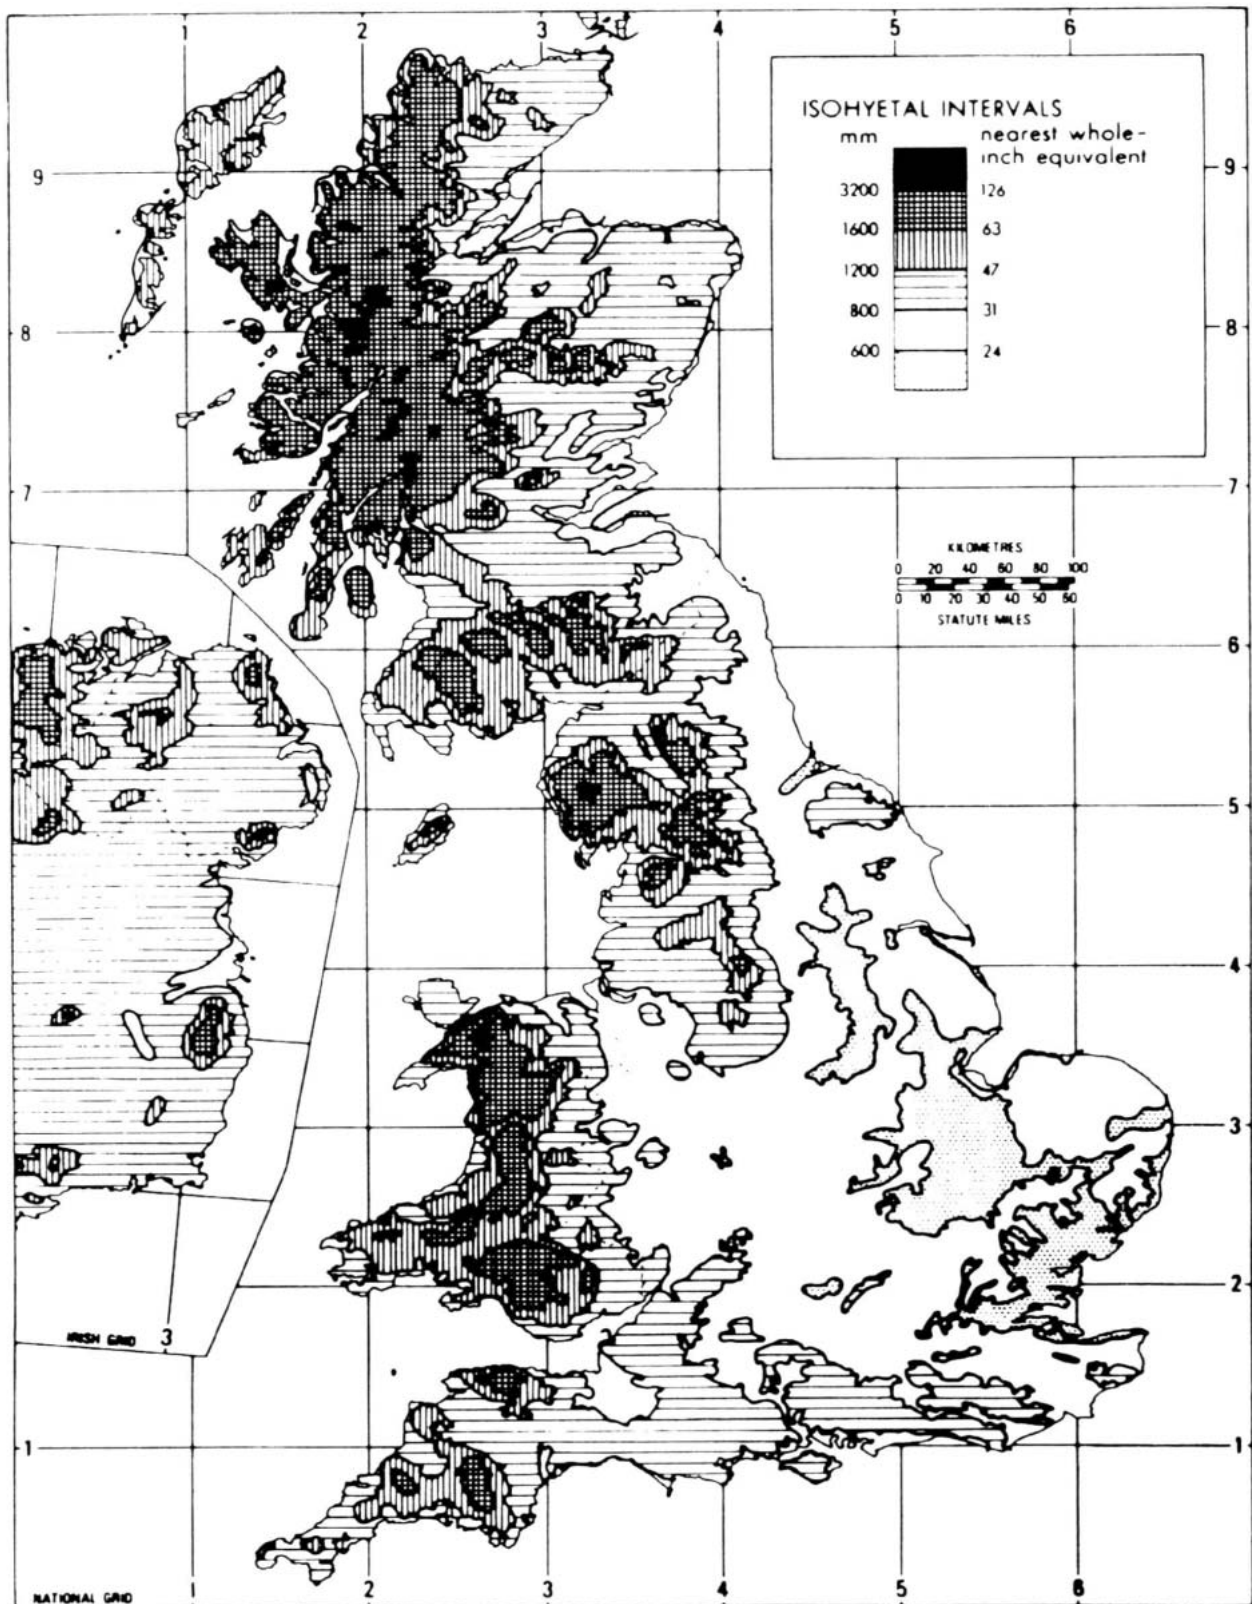 1 2 3 4 5 6
ISOHYETAL INTERVALS
mm nearest whole-
inch equivalent
3200 126
1600 63
1200 47
800 31
600 24
9 9
8 8
7 7
KILOMETRES
0 20 40 60 80 100
0 10 20 30 40 50 60
STATUTE MILES
6
5
4
3
2
IRISH GRID 3
1 1
NATIONAL GRID 1 2 3 4 5 6